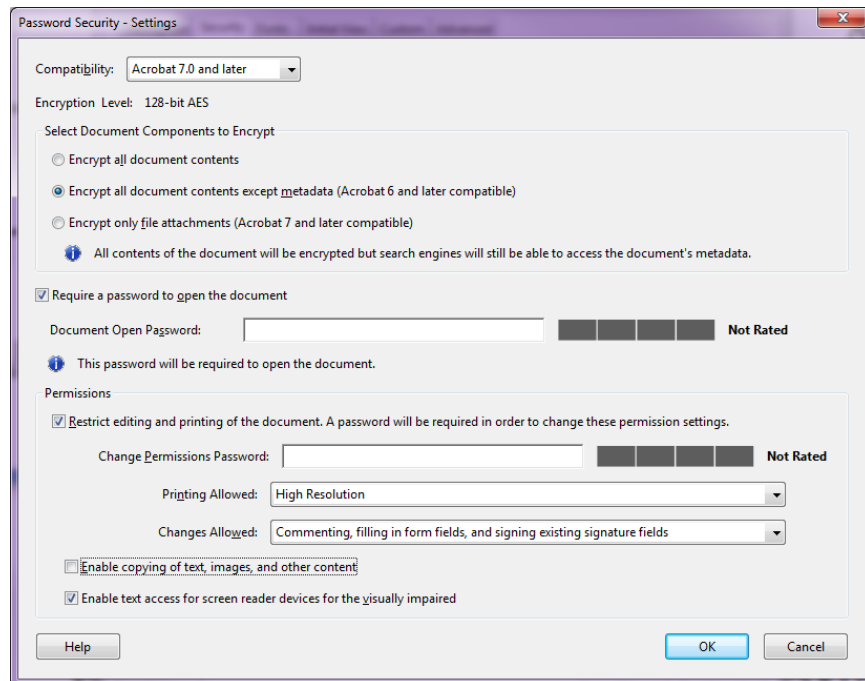 Password Security - Settings
Compatibility: Acrobat 7.0 and later
Encryption Level: 128-bit AES
Select Document Components to Encrypt
Encrypt all document contents
Encrypt all document contents except metadata (Acrobat 6 and later compatible)
Encrypt only file attachments (Acrobat 7 and later compatible)
All contents of the document will be encrypted but search engines will still be able to access the document's metadata.
Require a password to open the document
Document Open Password: Not Rated
This password will be required to open the document.
Permissions
Restrict editing and printing of the document. A password will be required in order to change these permission settings.
Change Permissions Password: Not Rated
Printing Allowed: High Resolution
Changes Allowed: Commenting, filling in form fields, and signing existing signature fields
Enable copying of text, images, and other content
Enable text access for screen reader devices for the visually impaired
Help OK Cancel